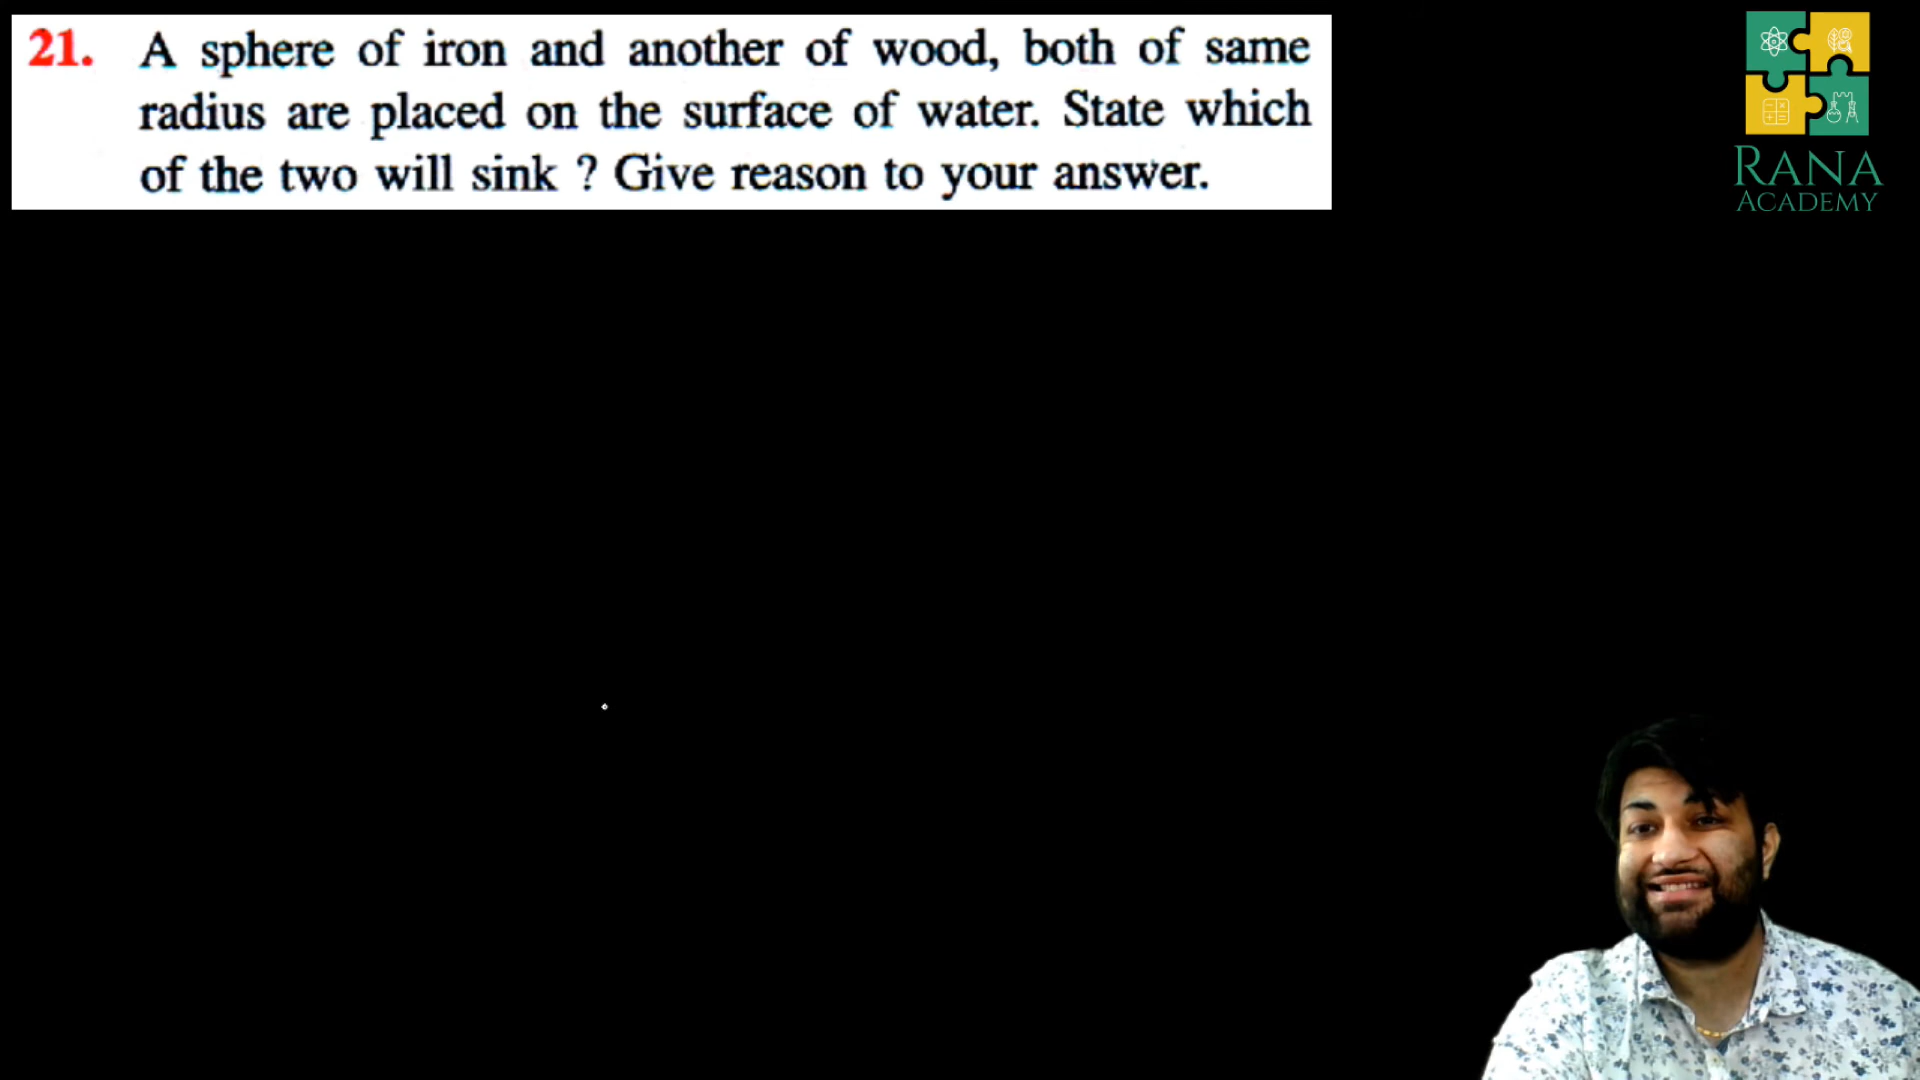 21. A sphere of iron and another of wood, both of same
radius are placed on the surface of water. State which
of the two will sink ? Give reason to your answer.
RANA
ACADEMY